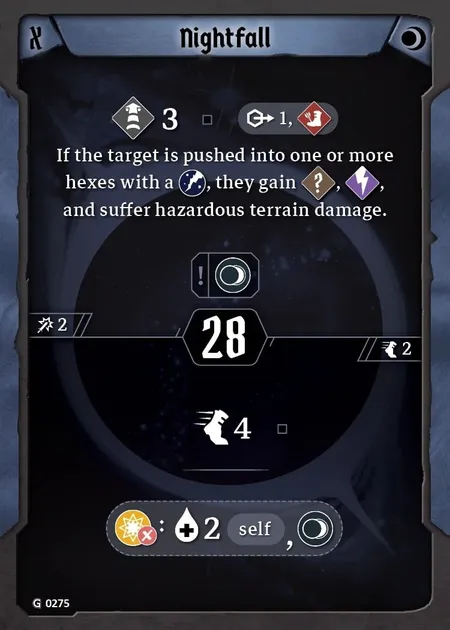 X
Nightfall
3
1,
If the target is pushed into one or more
hexes with a , they gain ? , ,
and suffer hazardous terrain damage.
!
2
28
2
4
: 2 self ,
G 0275